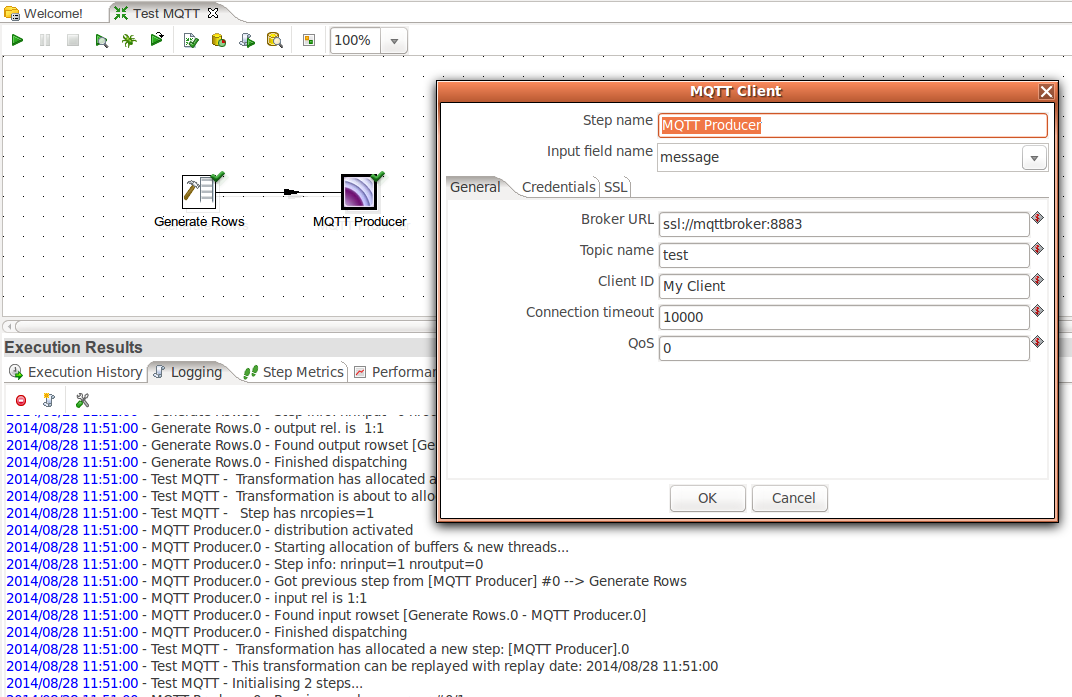 Welcome!
Test MQTT
100%
Generate Rows
MQTT Producer
MQTT Client
Step name
MQTT Producer
Input field name
message
General
Credentials
SSL
Broker URL
ssl://mqttbroker:8883
Topic name
test
Client ID
My Client
Connection timeout
10000
QoS
0
OK
Cancel
Execution Results
Execution History
Logging
Step Metrics
Performan
2014/08/28 11:51:00 - Generate Rows.0 - output rel. is 1:1
2014/08/28 11:51:00 - Generate Rows.0 - Found output rowset [Ge
2014/08/28 11:51:00 - Generate Rows.0 - Finished dispatching
2014/08/28 11:51:00 - Test MQTT - Transformation has allocated a
2014/08/28 11:51:00 - Test MQTT - Transformation is about to allo
2014/08/28 11:51:00 - Test MQTT - Step has nrcopies=1
2014/08/28 11:51:00 - MQTT Producer.0 - distribution activated
2014/08/28 11:51:00 - MQTT Producer.0 - Starting allocation of buffers & new threads...
2014/08/28 11:51:00 - MQTT Producer.0 - Step info: nrinput=1 nroutput=0
2014/08/28 11:51:00 - MQTT Producer.0 - Got previous step from [MQTT Producer] #0 --> Generate Rows
2014/08/28 11:51:00 - MQTT Producer.0 - input rel is 1:1
2014/08/28 11:51:00 - MQTT Producer.0 - Found input rowset [Generate Rows.0 - MQTT Producer.0]
2014/08/28 11:51:00 - MQTT Producer.0 - Finished dispatching
2014/08/28 11:51:00 - Test MQTT - Transformation has allocated a new step: [MQTT Producer].0
2014/08/28 11:51:00 - Test MQTT - This transformation can be replayed with replay date: 2014/08/28 11:51:00
2014/08/28 11:51:00 - Test MQTT - Initialising 2 steps...